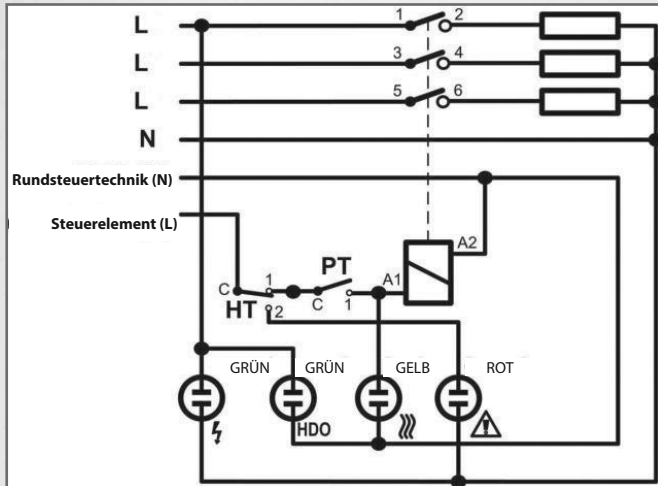 L 1 2
L 3 4
L 5 6
N
Rundsteuertechnik (N)
Steuerelement (L)
A2
C 1 PT A1
HT 2 C 1
GRÜN GRÜN GELB ROT
HDO